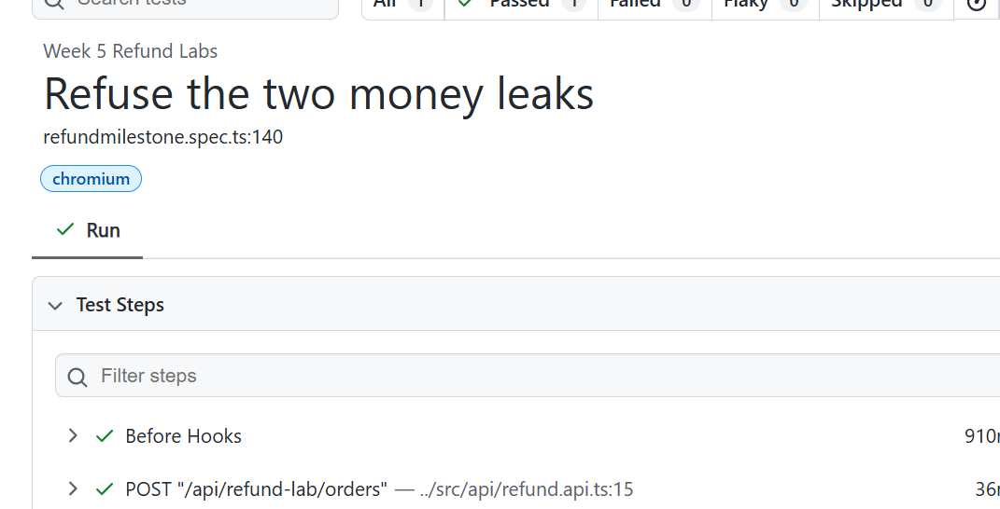 Search tests All 1 Passed 1 Failed 0 Flaky 0 Skipped 0
Week 5 Refund Labs
Refuse the two money leaks
refundmilestone.spec.ts:140
chromium
Run
Test Steps
Filter steps
Before Hooks 910
POST "/api/refund-lab/orders" — ../src/api/refund.api.ts:15 36